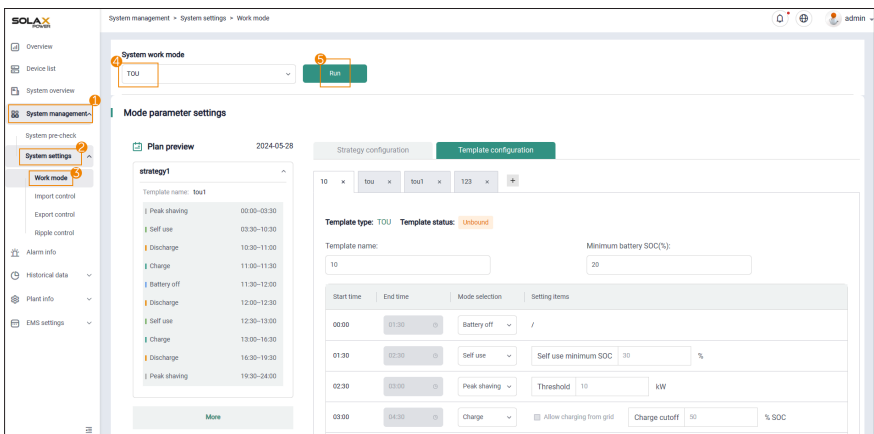 SOLAX
POWER
System management > System settings > Work mode
admin
Overview
Device list
System overview
1
System management
System pre-check
2
System settings
3
Work mode
Import control
Export control
Ripple control
Alarm info
Historical data
Plant info
EMS settings
System work mode
4
TOU
5
Run
Mode parameter settings
Plan preview 2024-05-28
strategy1
Template name: tou1
Peak shaving 00:00~03:30
Self use 03:30~10:30
Discharge 10:30~11:00
Charge 11:00~11:30
Battery off 11:30~12:00
Discharge 12:00~12:30
Self use 12:30~13:00
Charge 13:00~16:30
Discharge 16:30~19:30
Peak shaving 19:30~24:00
More
Strategy configuration Template configuration
10 × tou × tou1 × 123 × +
Template type: TOU Template status: Unbound
Template name: Minimum battery SOC(%):
10 20
Start time End time Mode selection Setting items
00:00 01:30 Battery off /
01:30 02:30 Self use Self use minimum SOC 30 %
02:30 03:00 Peak shaving Threshold 10 kW
03:00 04:30 Charge Allow charging from grid Charge cutoff 50 % SOC